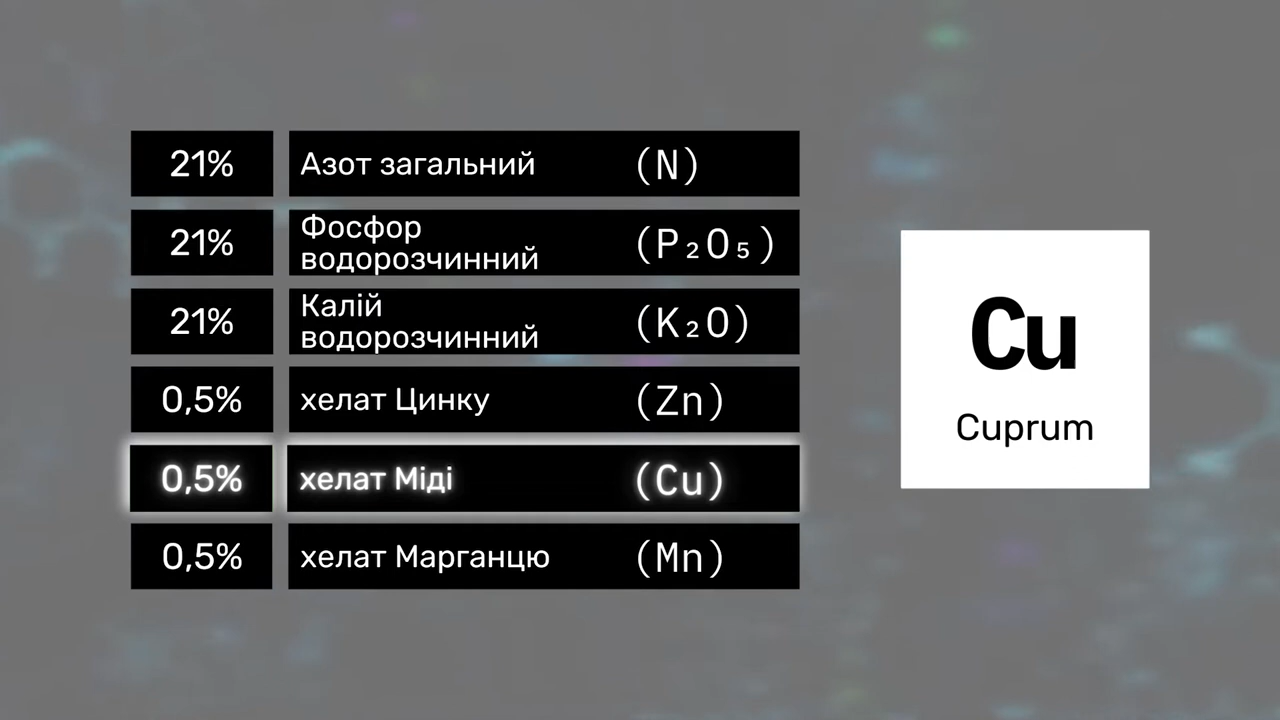 21% Азот загальний (N)
21% Фосфор
водорозчинний (P₂O₅)
21% Калій
водорозчинний (K₂O)
0,5% хелат Цинку (Zn)
0,5% хелат Міді (Cu)
0,5% хелат Марганцю (Mn)
Cu
Cuprum